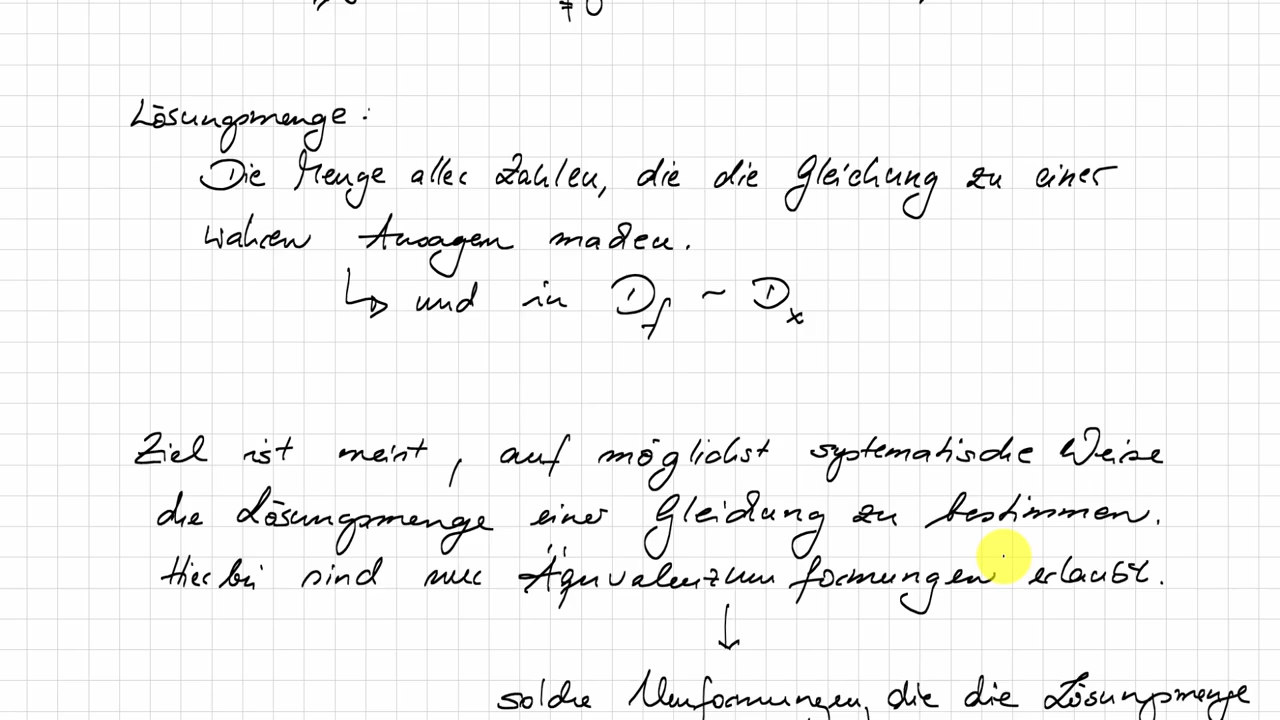 ≠ 0
Lösungsmenge:
Die Menge aller Zahlen, die die Gleichung zu einer
wahren Aussagen machen.
↳ und in D_f ~ D_x
Ziel ist meist, auf möglichst systematische Weise
die Lösungsmenge einer Gleichung zu bestimmen.
Hierbei sind nur Äquivalenzumformungen erlaubt.
↓
solche Umformungen, die die Lösungsmenge